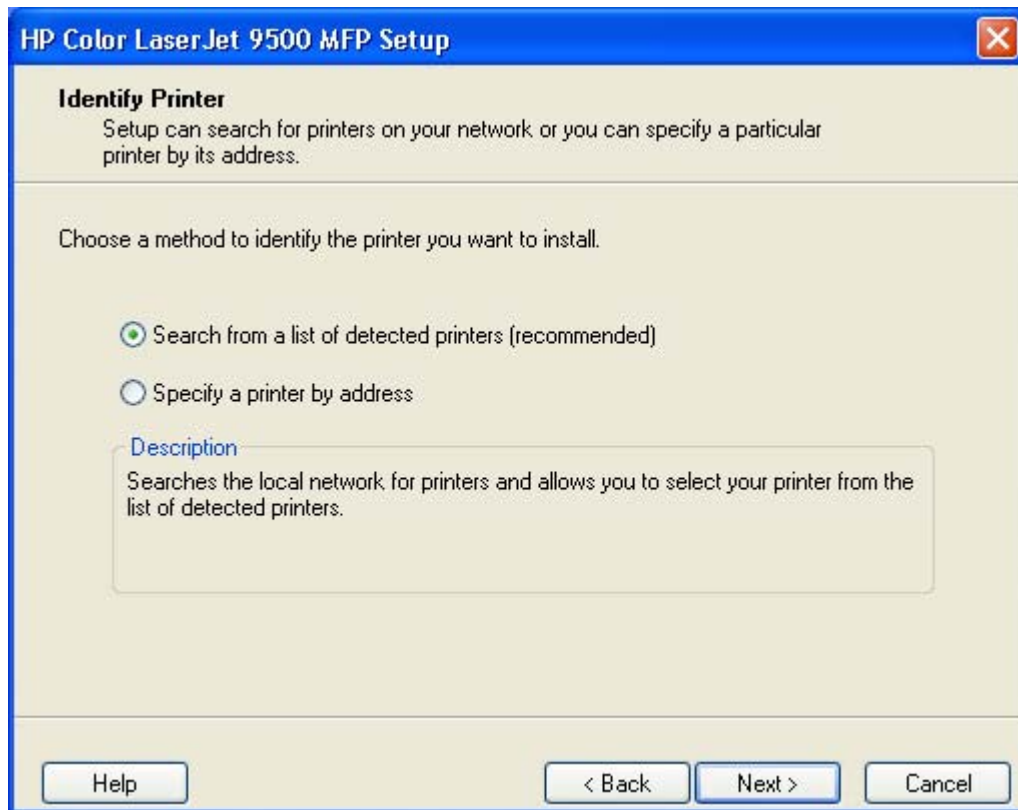 HP Color LaserJet 9500 MFP Setup
Identify Printer
Setup can search for printers on your network or you can specify a particular
printer by its address.
Choose a method to identify the printer you want to install.
Search from a list of detected printers (recommended)
Specify a printer by address
Description
Searches the local network for printers and allows you to select your printer from the
list of detected printers.
Help
< Back
Next >
Cancel